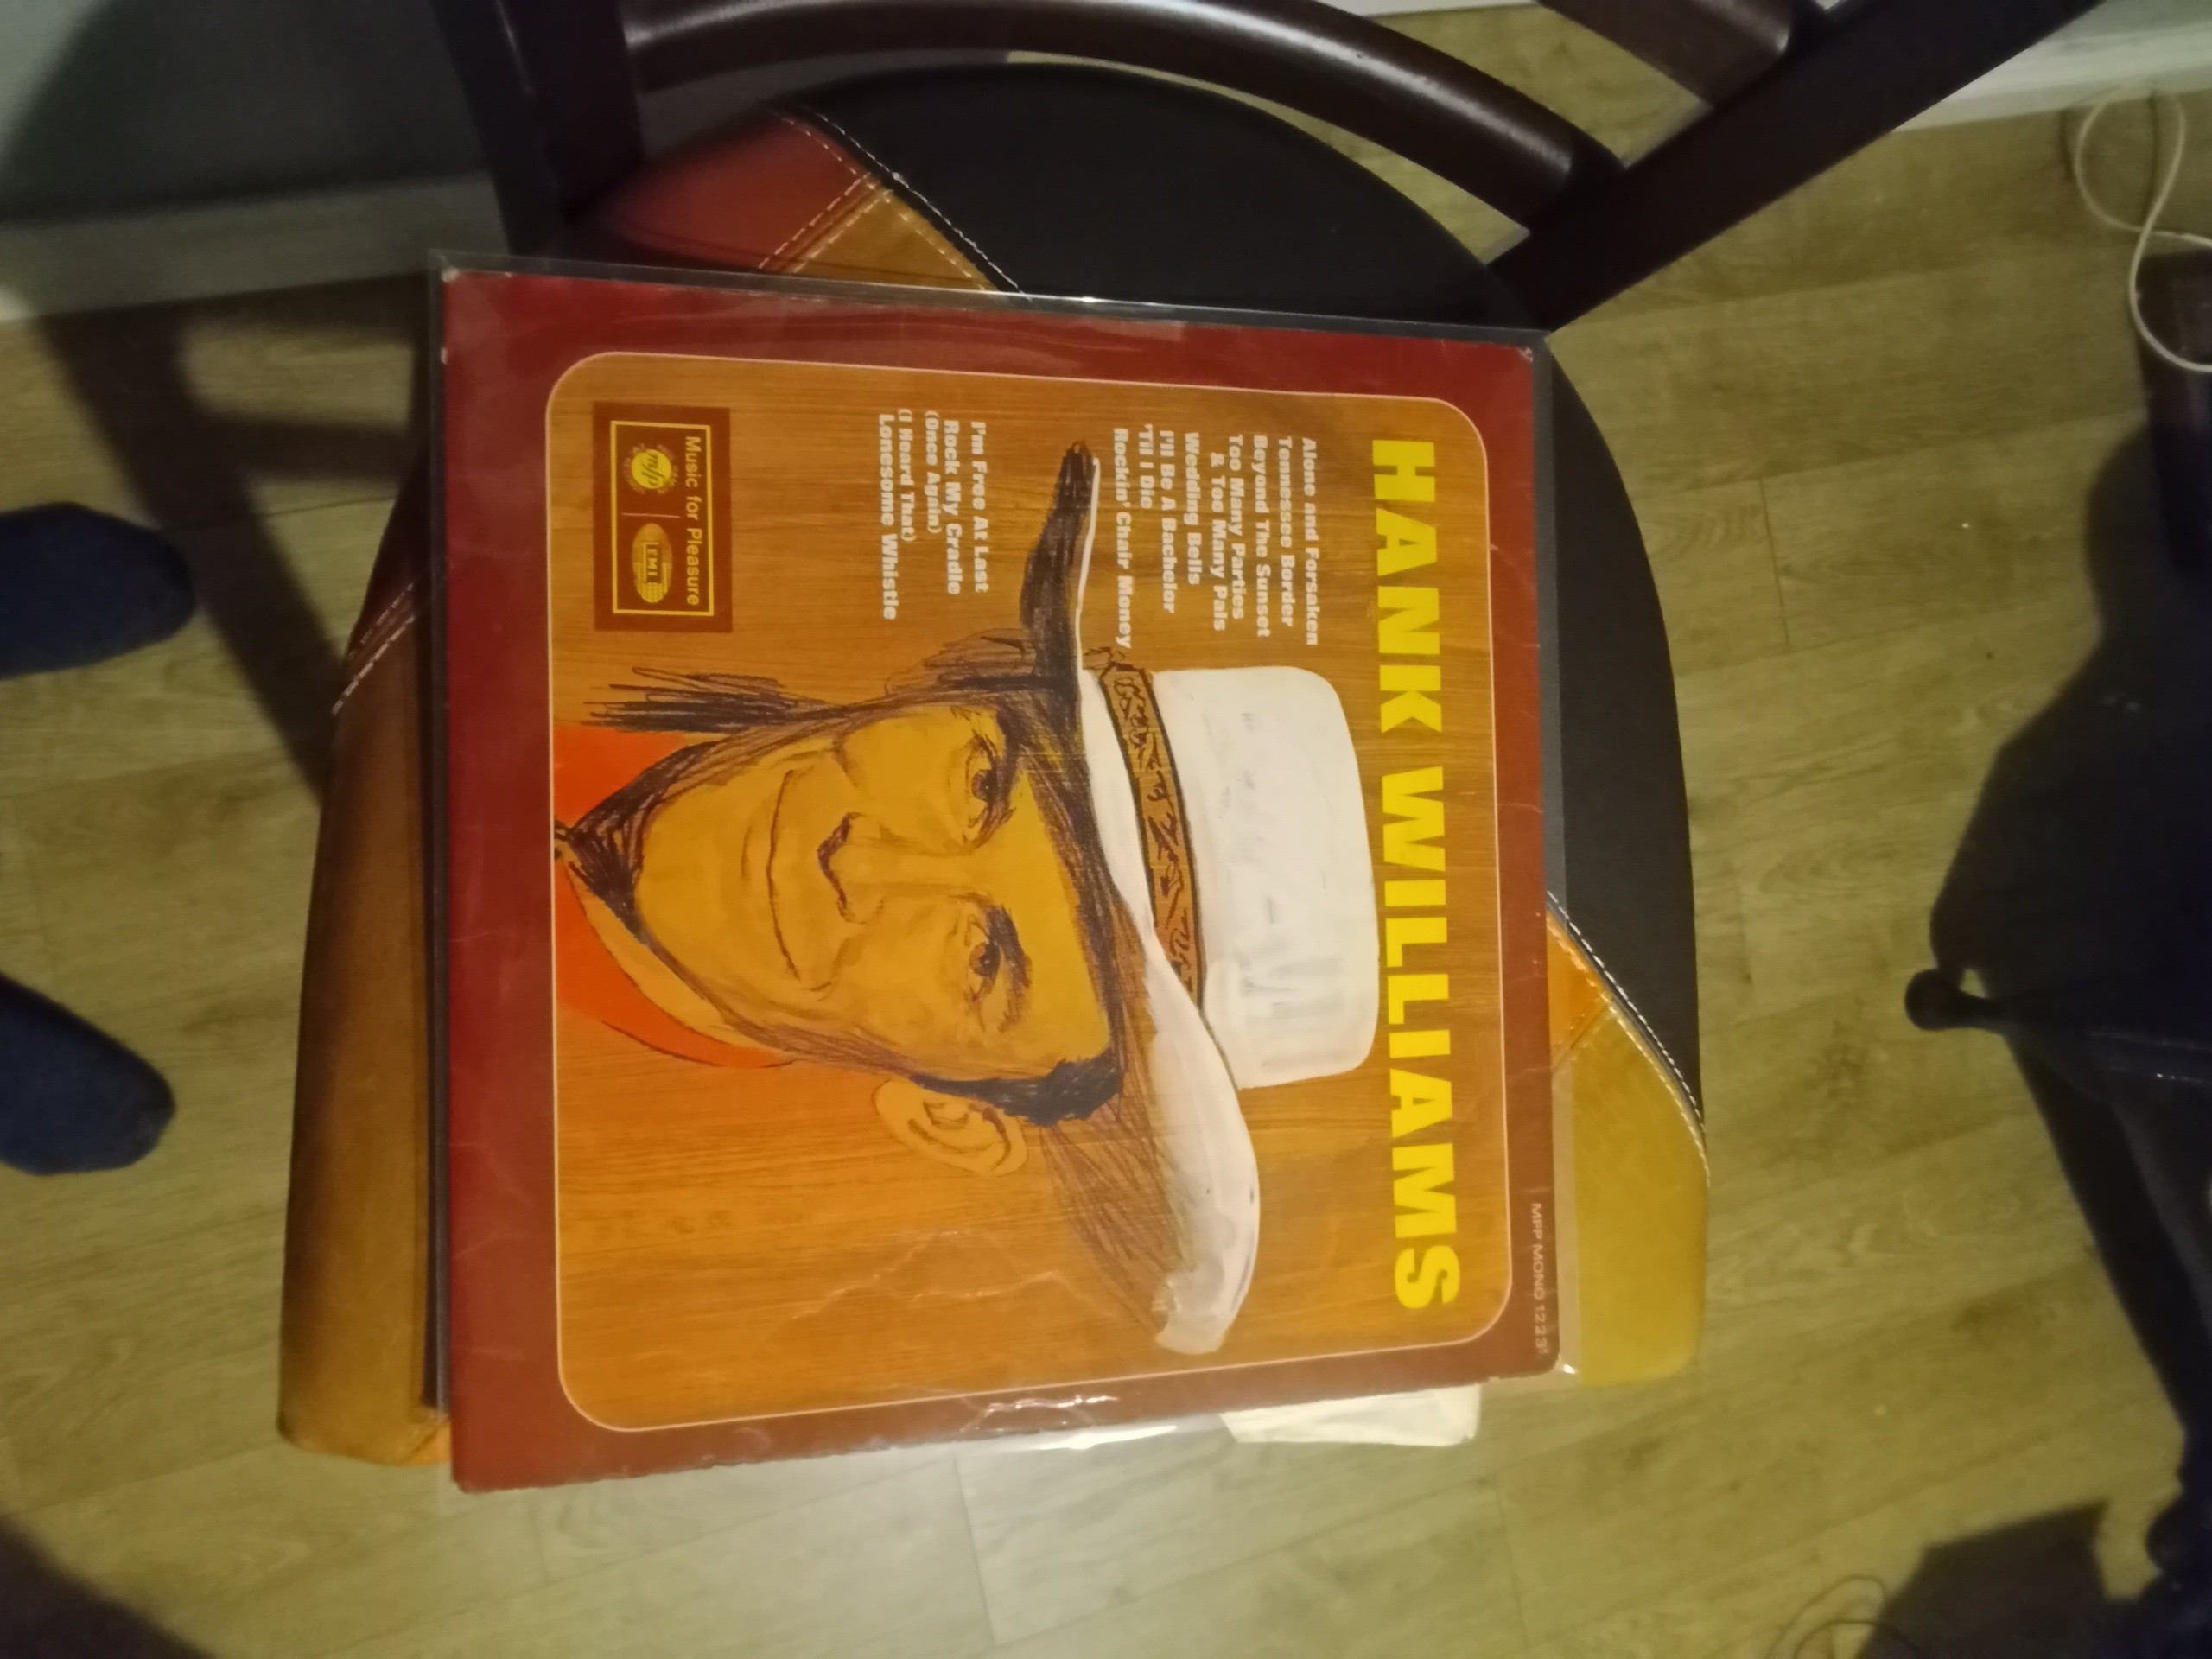 MFP MONO 1223
HANK WILLIAMS
Alone and Forsaken
Tennessee Border
Beyond The Sunset
Too Many Parties
& Too Many Pals
Wedding Bells
I'll Be A Bachelor
'Til I Die
Rockin' Chair Money
I'm Free At Last
Rock My Cradle
(Once Again)
(I Heard That)
Lonesome Whistle
Music for Pleasure
mfp
EMI